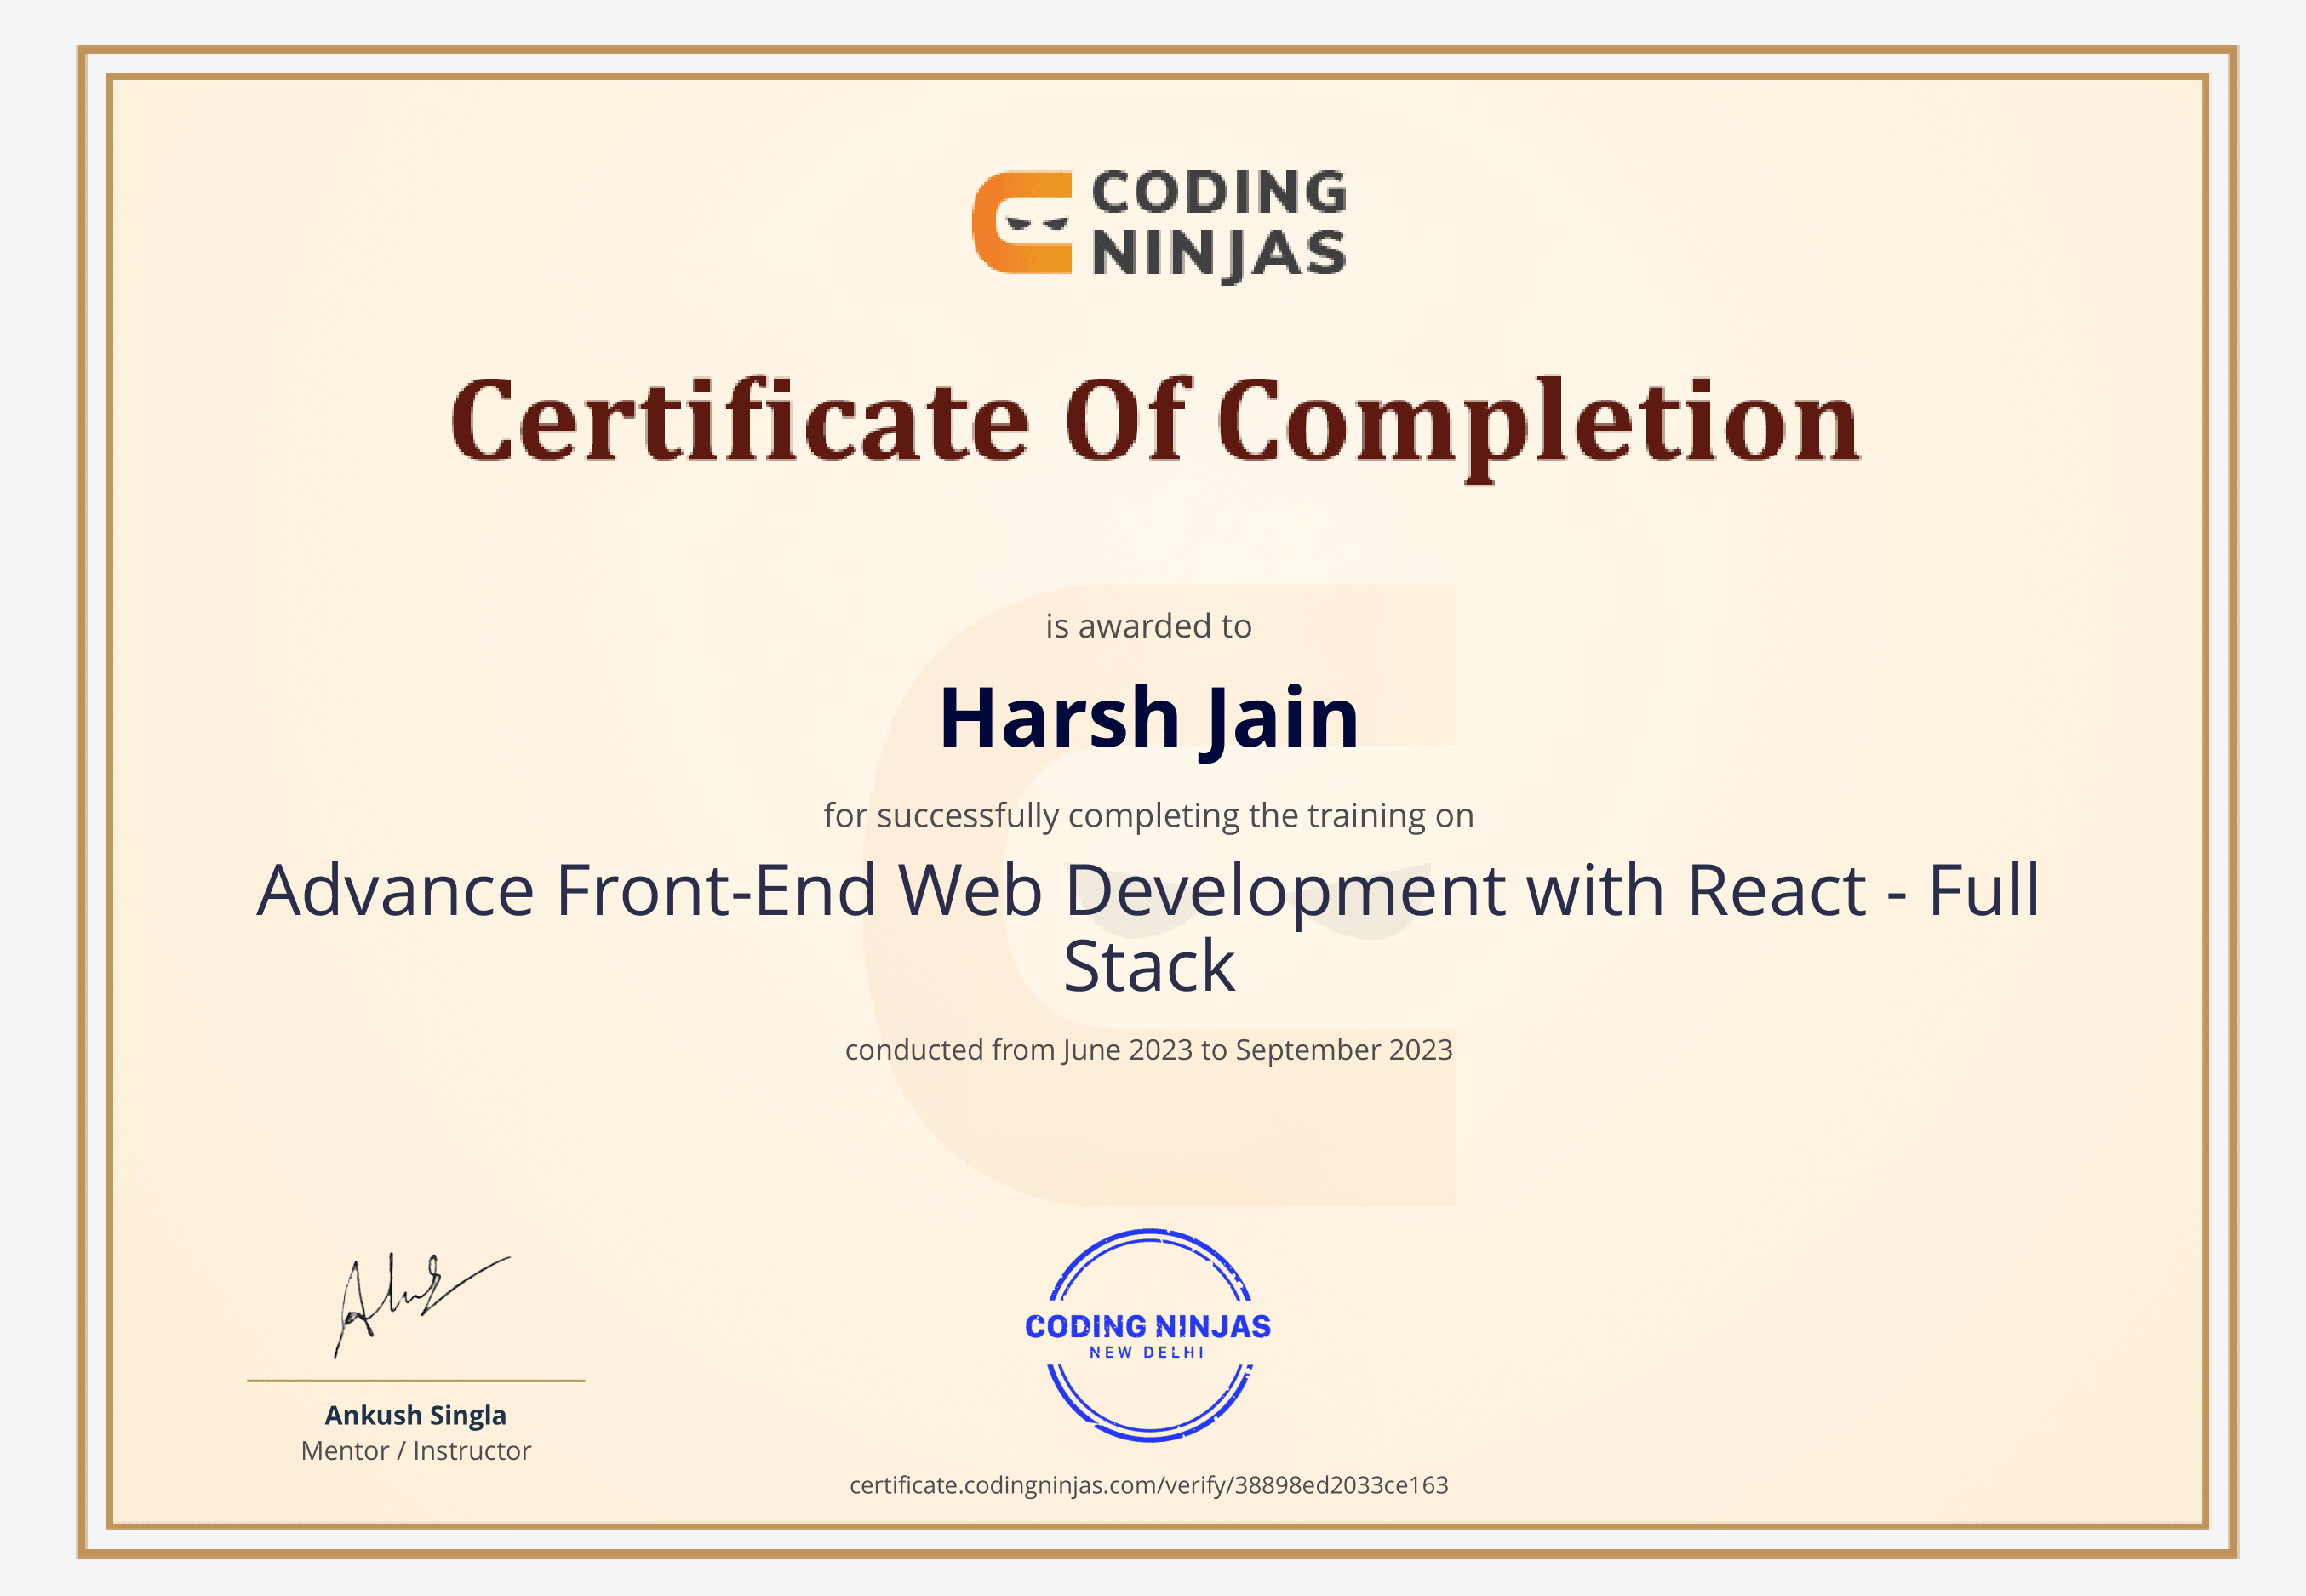 CODING
NINJAS
Certificate Of Completion
is awarded to
Harsh Jain
for successfully completing the training on
Advance Front-End Web Development with React - Full
Stack
conducted from June 2023 to September 2023
CODING NINJAS
NEW DELHI
Ankush Singla
Mentor / Instructor
certificate.codingninjas.com/verify/38898ed2033ce163